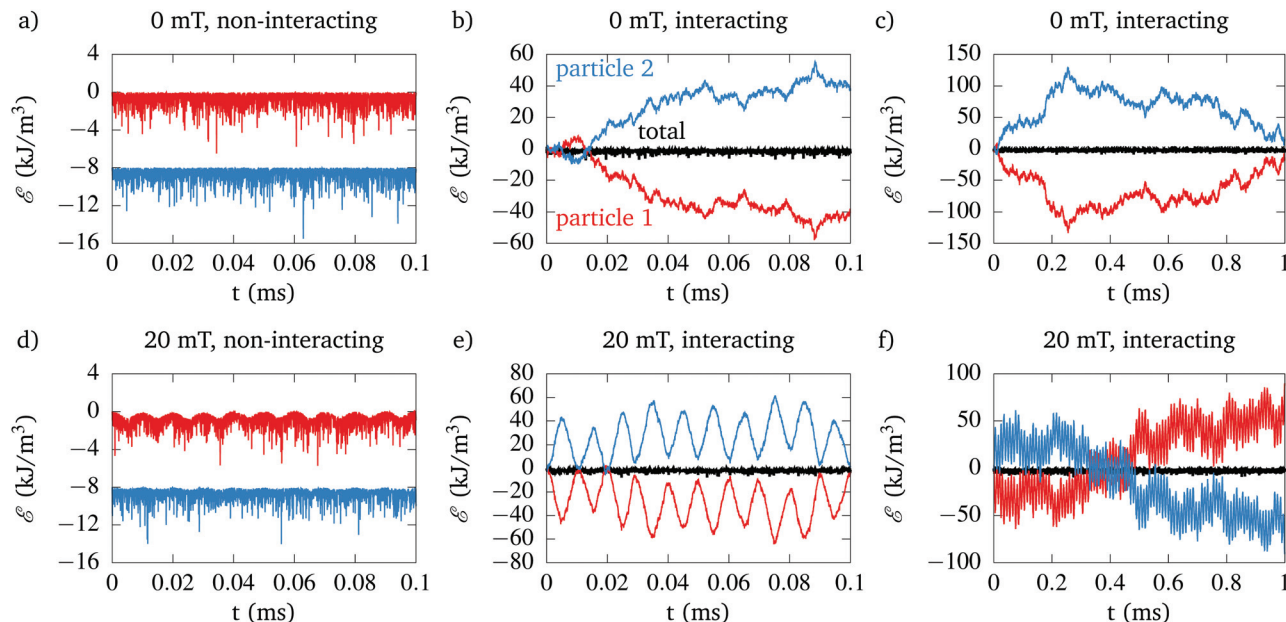 a) 0 mT, non-interacting
4
0
−4
−8
−12
−16
ℰ (kJ/m³)
0 0.02 0.04 0.06 0.08 0.1
t (ms)
b) 0 mT, interacting
60
40
20
0
−20
−40
−60
ℰ (kJ/m³)
particle 2
total
particle 1
0 0.02 0.04 0.06 0.08 0.1
t (ms)
c) 0 mT, interacting
150
100
50
0
−50
−100
−150
ℰ (kJ/m³)
0 0.2 0.4 0.6 0.8 1
t (ms)
d) 20 mT, non-interacting
4
0
−4
−8
−12
−16
ℰ (kJ/m³)
0 0.02 0.04 0.06 0.08 0.1
t (ms)
e) 20 mT, interacting
80
60
40
20
0
−20
−40
−60
−80
ℰ (kJ/m³)
0 0.02 0.04 0.06 0.08 0.1
t (ms)
f) 20 mT, interacting
100
50
0
−50
−100
ℰ (kJ/m³)
0 0.2 0.4 0.6 0.8 1
t (ms)